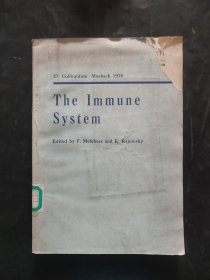 27. Colloquium Mosbach 1976
The Immune
System
Edited by F. Melchers and K. Rajewsky